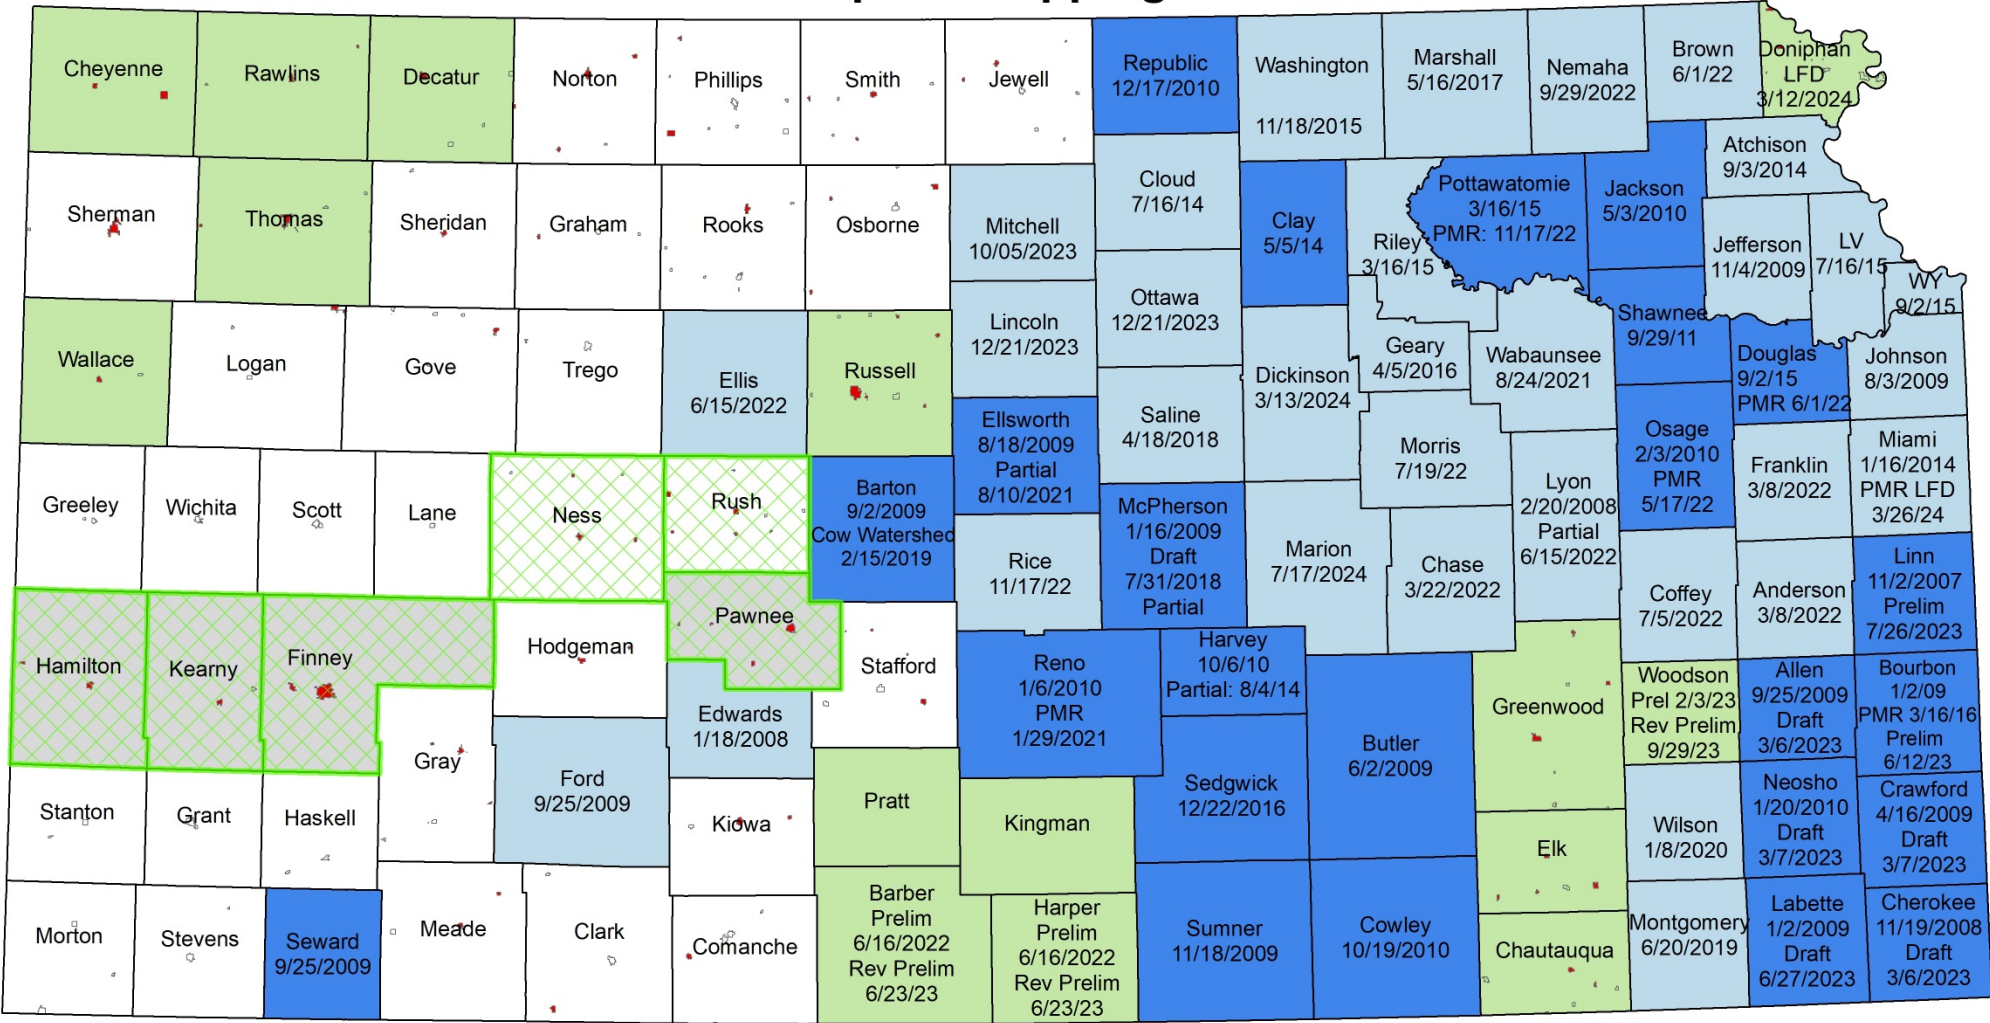 Cheyenne
Rawlins
Decatur
Norton
Phillips
Smith
Jewell
Republic
12/17/2010
Washington
11/18/2015
Marshall
5/16/2017
Nemaha
9/29/2022
Brown
6/1/22
Doniphan
LFD
3/12/2024
Atchison
9/3/2014
Sherman
Thomas
Sheridan
Graham
Rooks
Osborne
Mitchell
10/05/2023
Cloud
7/16/14
Clay
5/5/14
Riley
3/16/15
Pottawatomie
3/16/15
PMR: 11/17/22
Jackson
5/3/2010
Jefferson
11/4/2009
LV
7/16/15
WY
9/2/15
Wallace
Logan
Gove
Trego
Ellis
6/15/2022
Russell
Lincoln
12/21/2023
Ottawa
12/21/2023
Dickinson
3/13/2024
Geary
4/5/2016
Wabaunsee
8/24/2021
Shawnee
9/29/11
Douglas
9/2/15
PMR 6/1/22
Johnson
8/3/2009
Ellsworth
8/18/2009
Partial
8/10/2021
Saline
4/18/2018
Morris
7/19/22
Lyon
2/20/2008
Partial
6/15/2022
Osage
2/3/2010
PMR
5/17/22
Franklin
3/8/2022
Miami
1/16/2014
PMR LFD
3/26/24
Greeley
Wichita
Scott
Lane
Ness
Rush
Barton
9/2/2009
Cow Watershed
2/15/2019
Rice
11/17/22
McPherson
1/16/2009
Draft
7/31/2018
Partial
Marion
7/17/2024
Chase
3/22/2022
Coffey
7/5/2022
Anderson
3/8/2022
Linn
11/2/2007
Prelim
7/26/2023
Hamilton
Kearny
Finney
Hodgeman
Pawnee
Stafford
Reno
1/6/2010
PMR
1/29/2021
Harvey
10/6/10
Partial: 8/4/14
Butler
6/2/2009
Greenwood
Woodson
Prel 2/3/23
Rev Prelim
9/29/23
Allen
9/25/2009
Draft
3/6/2023
Bourbon
1/2/09
PMR 3/16/16
Prelim
6/12/23
Gray
Ford
9/25/2009
Edwards
1/18/2008
Stanton
Grant
Haskell
Kiowa
Pratt
Kingman
Sedgwick
12/22/2016
Elk
Wilson
1/8/2020
Neosho
1/20/2010
Draft
3/7/2023
Crawford
4/16/2009
Draft
3/7/2023
Morton
Stevens
Seward
9/25/2009
Meade
Clark
Comanche
Barber
Prelim
6/16/2022
Rev Prelim
6/23/23
Harper
Prelim
6/16/2022
Rev Prelim
6/23/23
Sumner
11/18/2009
Cowley
10/19/2010
Chautauqua
Montgomery
6/20/2019
Labette
1/2/2009
Draft
6/27/2023
Cherokee
11/19/2008
Draft
3/6/2023